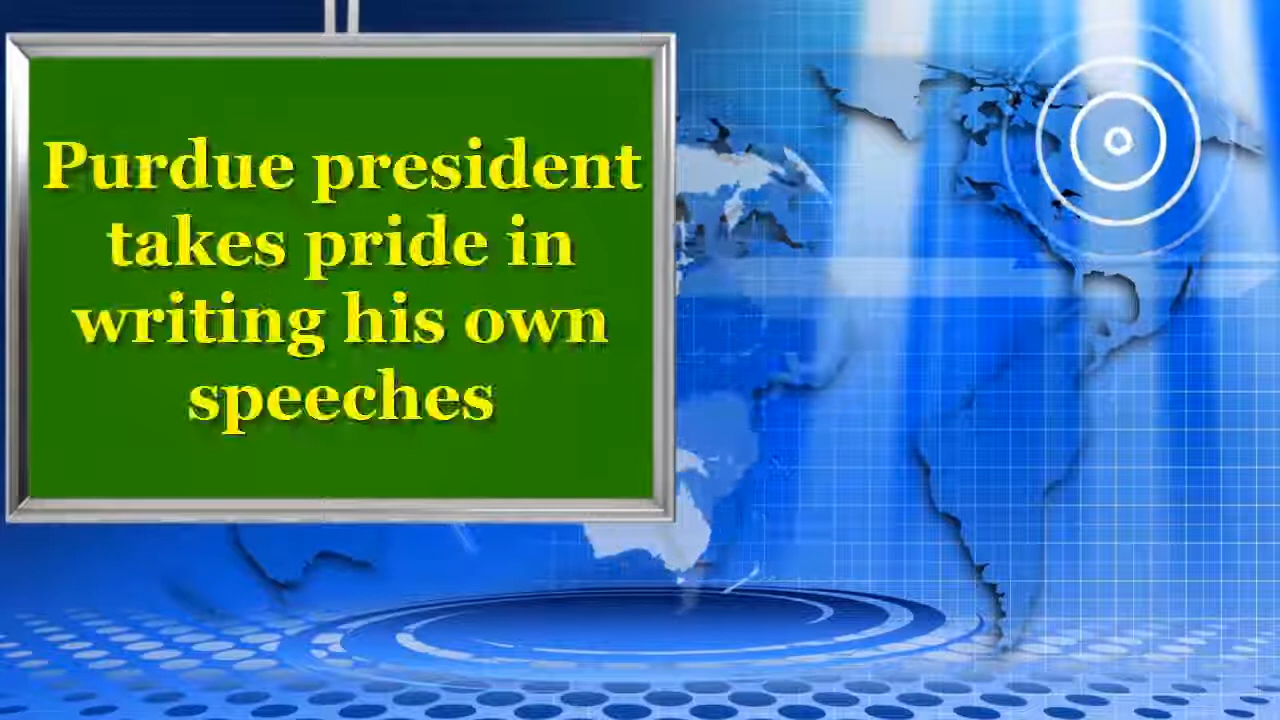 Purdue president
takes pride in
writing his own
speeches